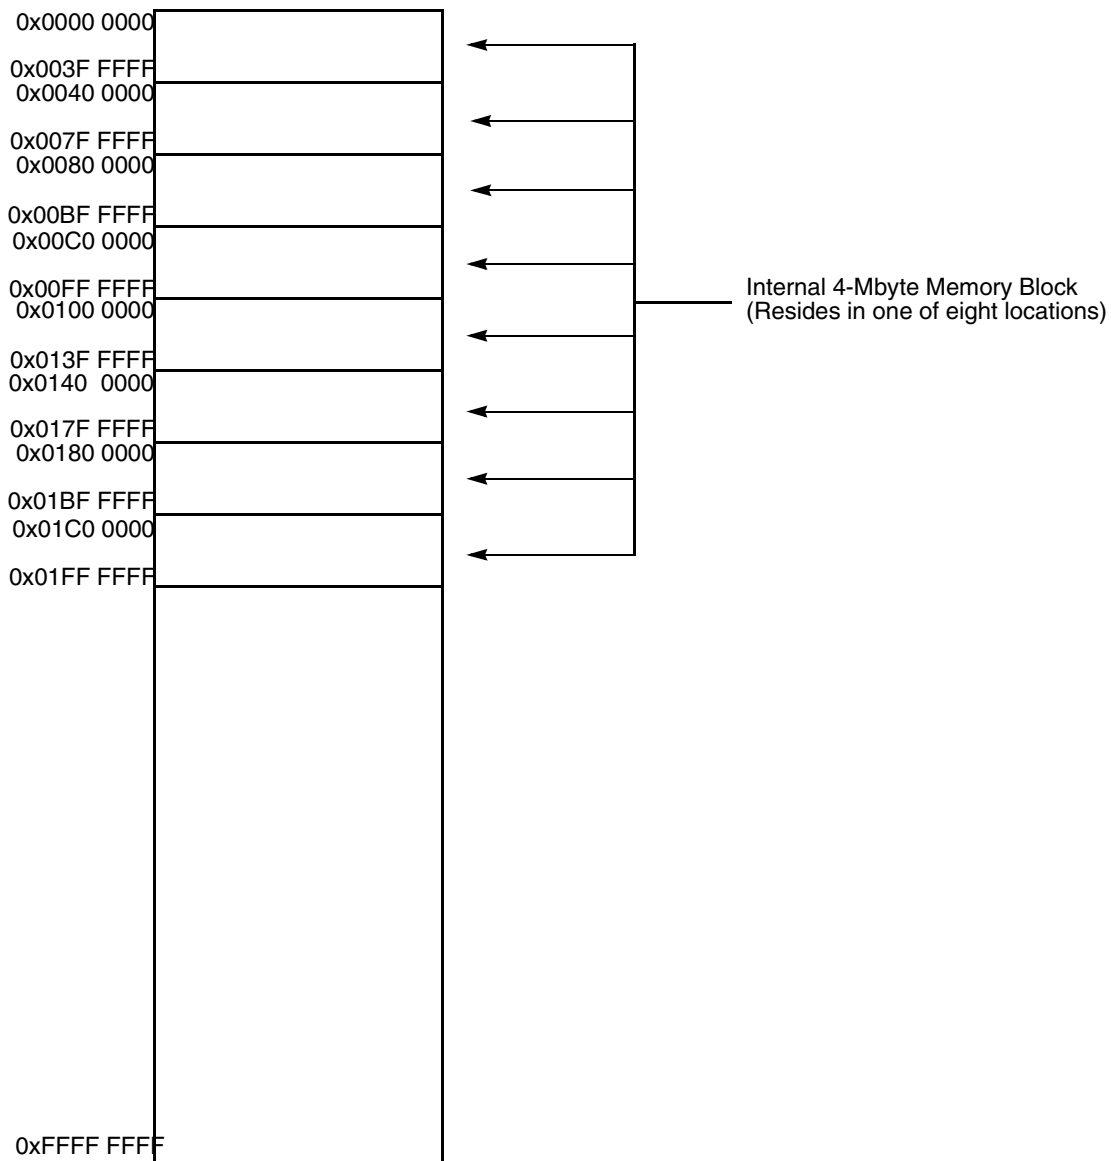 0x0000 0000
0x003F FFFF
0x0040 0000
0x007F FFFF
0x0080 0000
0x00BF FFFF
0x00C0 0000
0x00FF FFFF
0x0100 0000
0x013F FFFF
0x0140 0000
0x017F FFFF
0x0180 0000
0x01BF FFFF
0x01C0 0000
0x01FF FFFF
0xFFFF FFFF
Internal 4-Mbyte Memory Block
(Resides in one of eight locations)